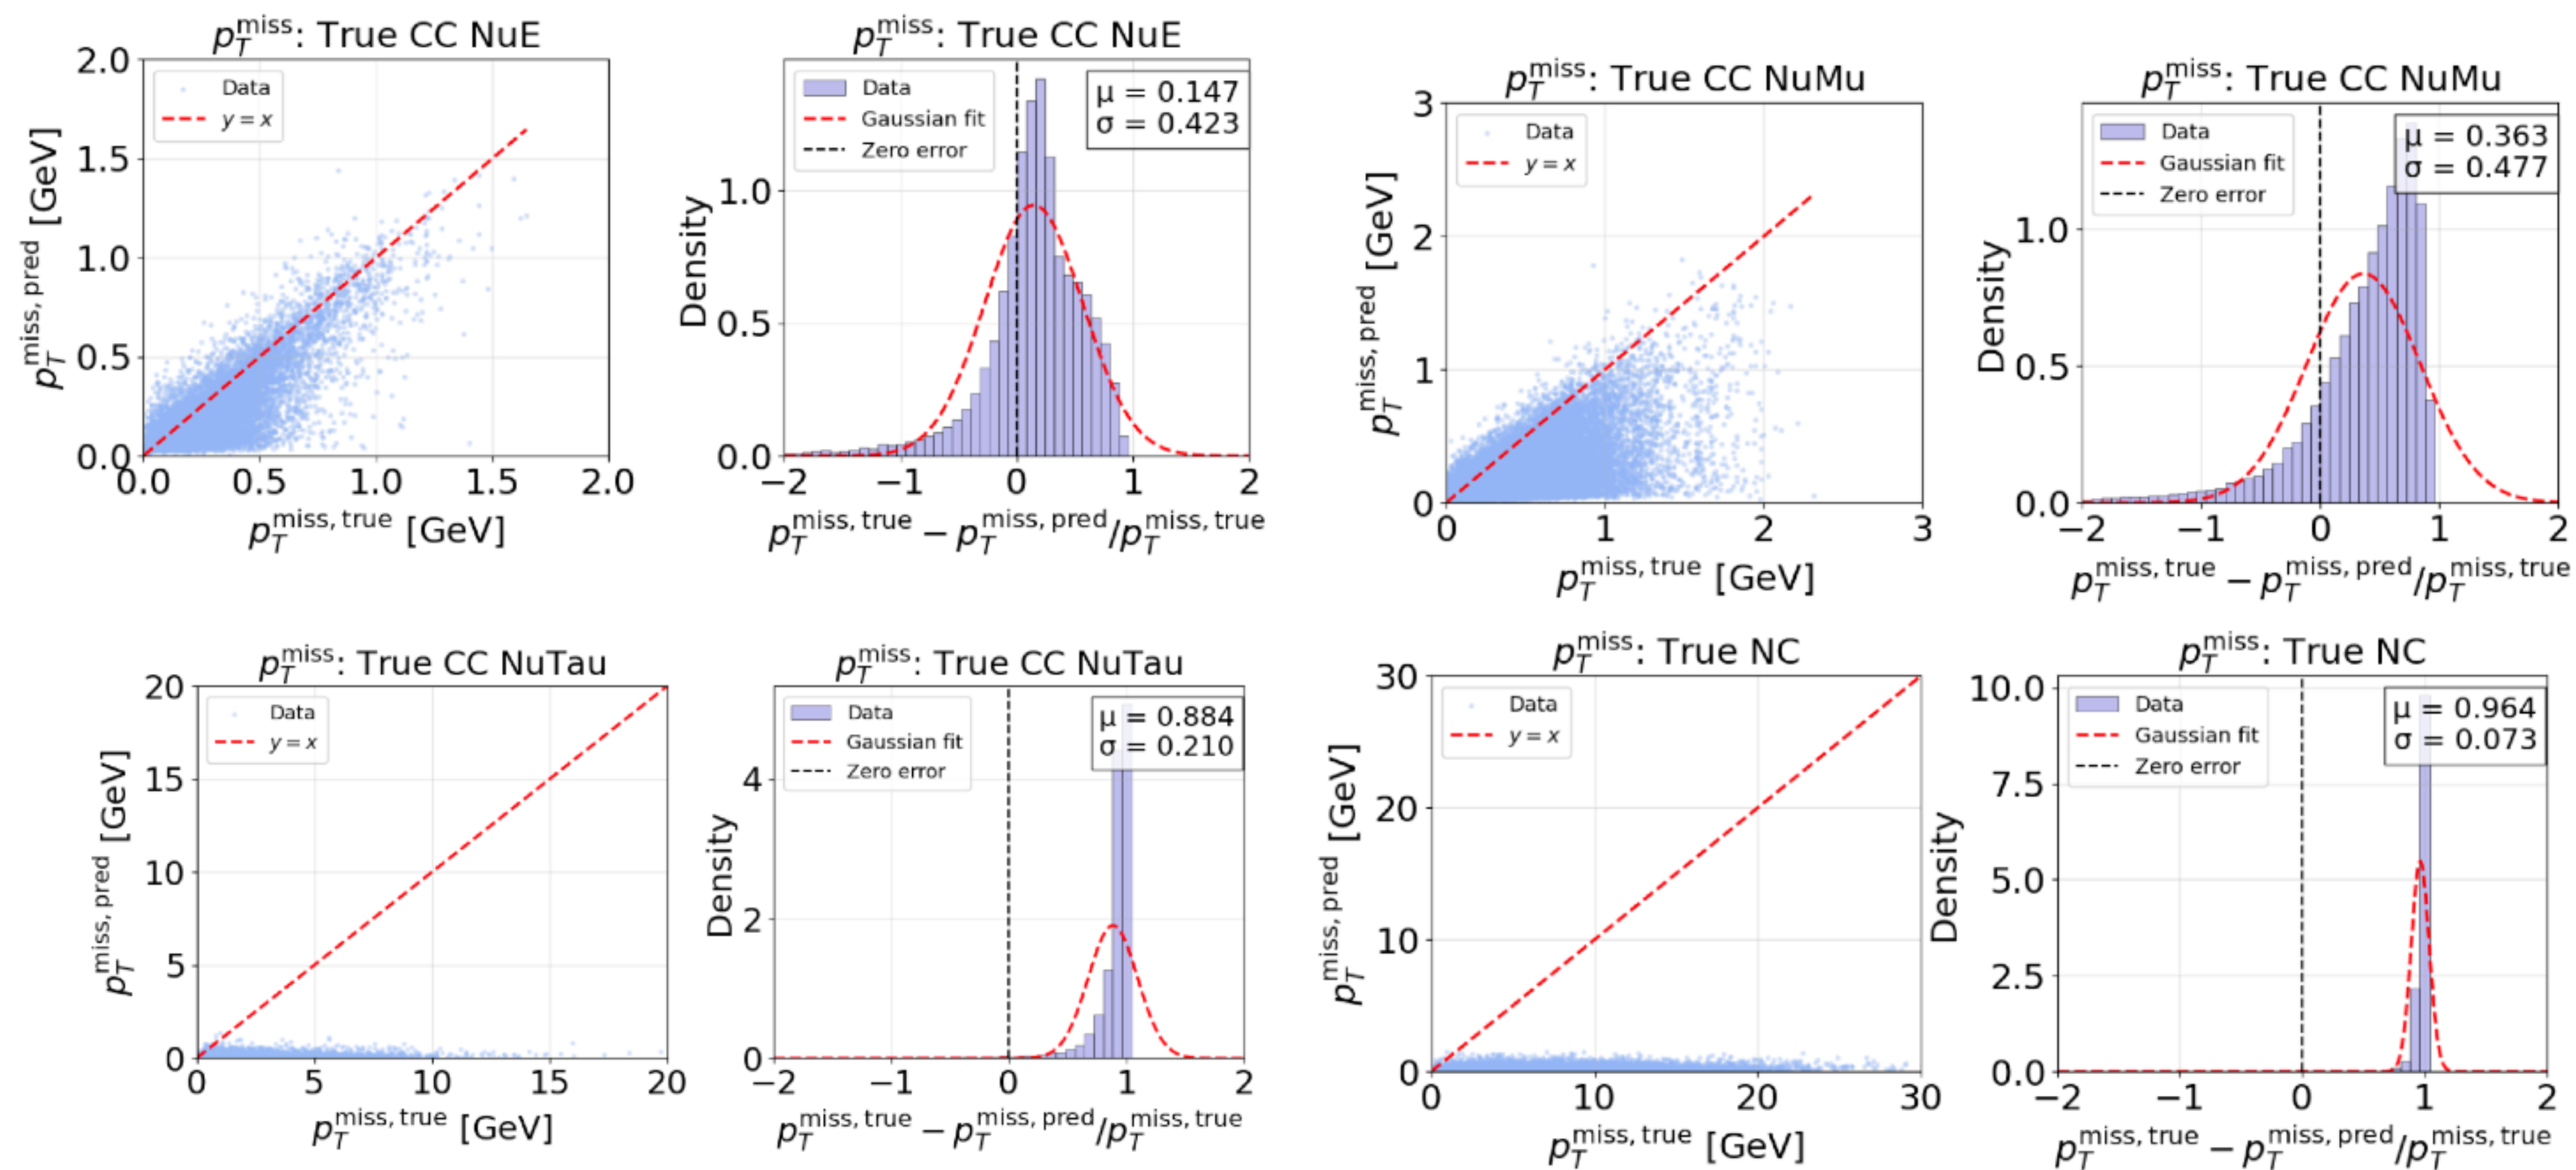 p_T^miss: True CC NuE
2.0
1.5
1.0
0.5
0.0
p_T^miss, pred [GeV]
Data
y = x
0.0 0.5 1.0 1.5 2.0
p_T^miss, true [GeV]
p_T^miss: True CC NuE
1.0
0.5
0.0
Density
Data
Gaussian fit
Zero error
μ = 0.147
σ = 0.423
−2 −1 0 1 2
p_T^miss, true − p_T^miss, pred/p_T^miss, true
p_T^miss: True CC NuMu
3
2
1
0
p_T^miss, pred [GeV]
Data
y = x
0 1 2 3
p_T^miss, true [GeV]
p_T^miss: True CC NuMu
1.0
0.5
0.0
Density
Data
Gaussian fit
Zero error
μ = 0.363
σ = 0.477
−2 −1 0 1 2
p_T^miss, true − p_T^miss, pred/p_T^miss, true
p_T^miss: True CC NuTau
20
15
10
5
0
p_T^miss, pred [GeV]
Data
y = x
0 5 10 15 20
p_T^miss, true [GeV]
p_T^miss: True CC NuTau
4
2
0
Density
Data
Gaussian fit
Zero error
μ = 0.884
σ = 0.210
−2 −1 0 1 2
p_T^miss, true − p_T^miss, pred/p_T^miss, true
p_T^miss: True NC
30
20
10
0
p_T^miss, pred [GeV]
Data
y = x
0 10 20 30
p_T^miss, true [GeV]
p_T^miss: True NC
10.0
7.5
5.0
2.5
0.0
Density
Data
Gaussian fit
Zero error
μ = 0.964
σ = 0.073
−2 −1 0 1 2
p_T^miss, true − p_T^miss, pred/p_T^miss, true